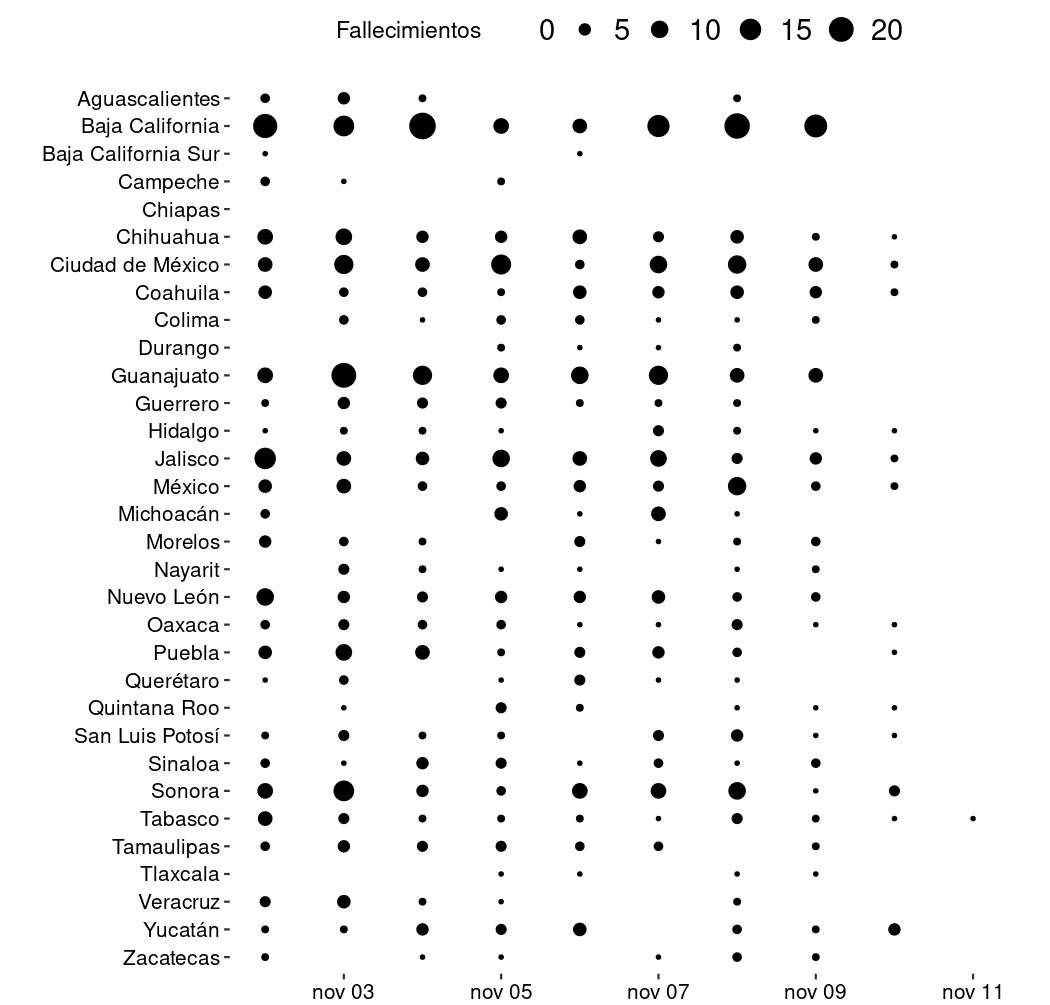 Fallecimientos 0 5 10 15 20
Aguascalientes
Baja California
Baja California Sur
Campeche
Chiapas
Chihuahua
Ciudad de México
Coahuila
Colima
Durango
Guanajuato
Guerrero
Hidalgo
Jalisco
México
Michoacán
Morelos
Nayarit
Nuevo León
Oaxaca
Puebla
Querétaro
Quintana Roo
San Luis Potosí
Sinaloa
Sonora
Tabasco
Tamaulipas
Tlaxcala
Veracruz
Yucatán
Zacatecas
nov 03 nov 05 nov 07 nov 09 nov 11